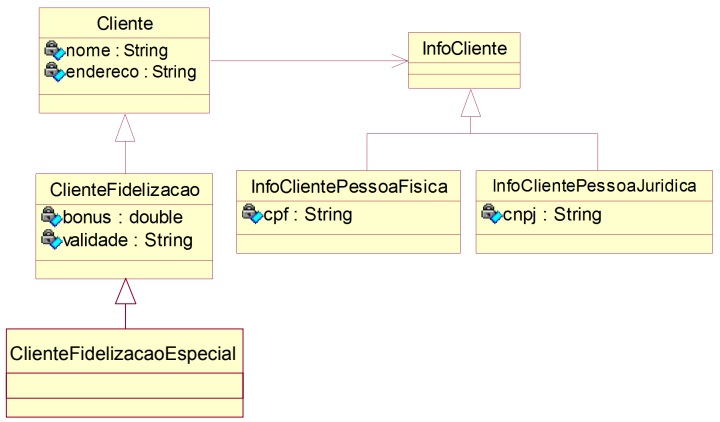 Cliente
nome : String
endereco : String
InfoCliente
ClienteFidelizacao
bonus : double
validade : String
InfoClientePessoaFisica
cpf : String
InfoClientePessoaJuridica
cnpj : String
ClienteFidelizacaoEspecial